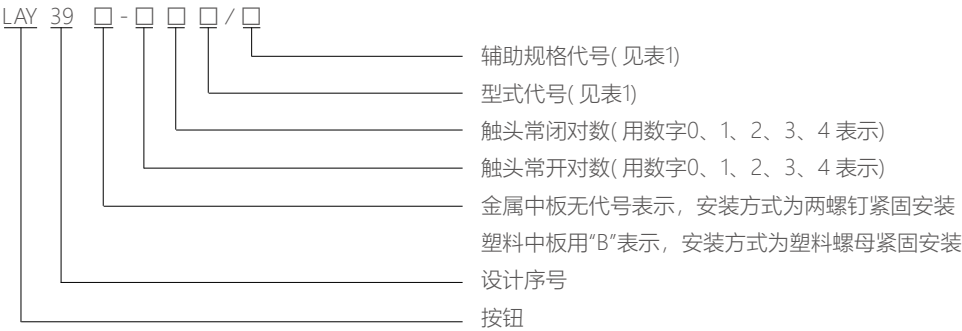 LAY 39 □ - □ □ □ / □
辅助规格代号( 见表1)
型式代号( 见表1)
触头常闭对数( 用数字0、1、2、3、4 表示)
触头常开对数( 用数字0、1、2、3、4 表示)
金属中板无代号表示，安装方式为两螺钉紧固安装
塑料中板用“B”表示，安装方式为塑料螺母紧固安装
设计序号
按钮